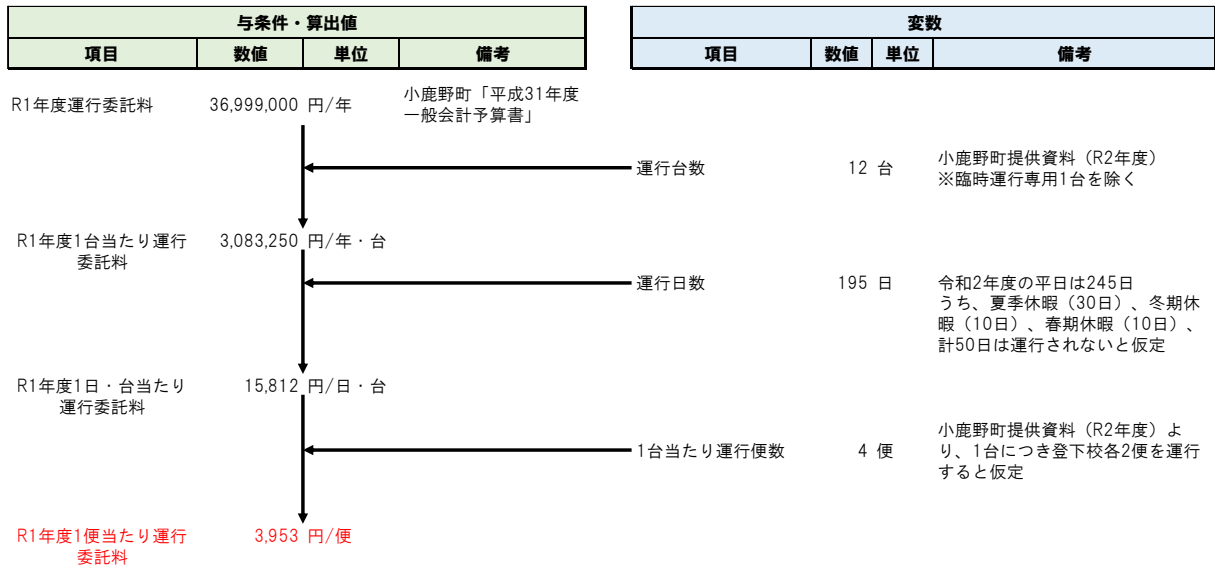 与条件・算出値
項目 数値 単位 備考
変数
項目 数値 単位 備考
R1年度運行委託料 36,999,000 円/年 小鹿野町「平成31年度
一般会計予算書」
運行台数 12 台 小鹿野町提供資料（R2年度）
※臨時運行専用1台を除く
R1年度1台当たり運行 3,083,250 円/年・台
委託料
運行日数 195 日 令和2年度の平日は245日
うち、夏季休暇（30日）、冬期休
暇（10日）、春期休暇（10日）、
計50日は運行されないと仮定
R1年度1日・台当たり 15,812 円/日・台
運行委託料
1台当たり運行便数 4 便 小鹿野町提供資料（R2年度）よ
り、1台につき登下校各2便を運行
すると仮定
R1年度1便当たり運行 3,953 円/便
委託料